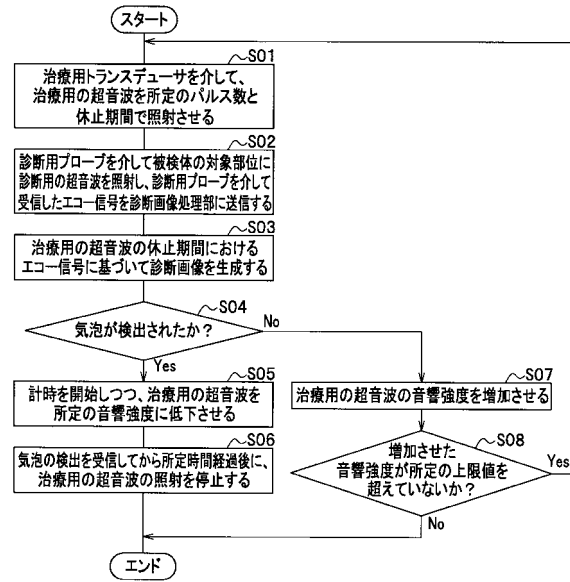 スタート
S01
治療用トランスデューサを介して、
治療用の超音波を所定のパルス数と
休止期間で照射させる
S02
診断用プローブを介して被検体の対象部位に
診断用の超音波を照射し、診断用プローブを介して
受信したエコー信号を診断画像処理部に送信する
S03
治療用の超音波の休止期間における
エコー信号に基づいて診断画像を生成する
S04
気泡が検出されたか？
No
Yes
S05
計時を開始しつつ、治療用の超音波を
所定の音響強度に低下させる
S06
気泡の検出を受信してから所定時間経過後に、
治療用の超音波の照射を停止する
S07
治療用の超音波の音響強度を増加させる
S08
増加させた
音響強度が所定の上限値を
超えていないか？
Yes
No
エンド